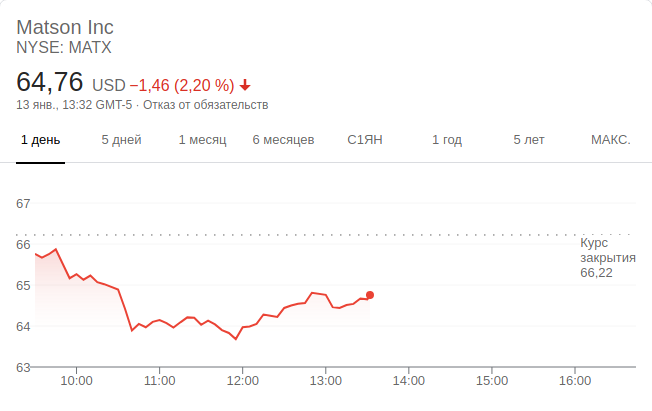 Matson Inc
NYSE: MATX
64,76 USD −1,46 (2,20 %)
13 янв., 13:32 GMT-5 · Отказ от обязательств
1 день 5 дней 1 месяц 6 месяцев С1ЯН 1 год 5 лет МАКС.
67
66
65
64
63
Курс
закрытия
66,22
10:00 11:00 12:00 13:00 14:00 15:00 16:00